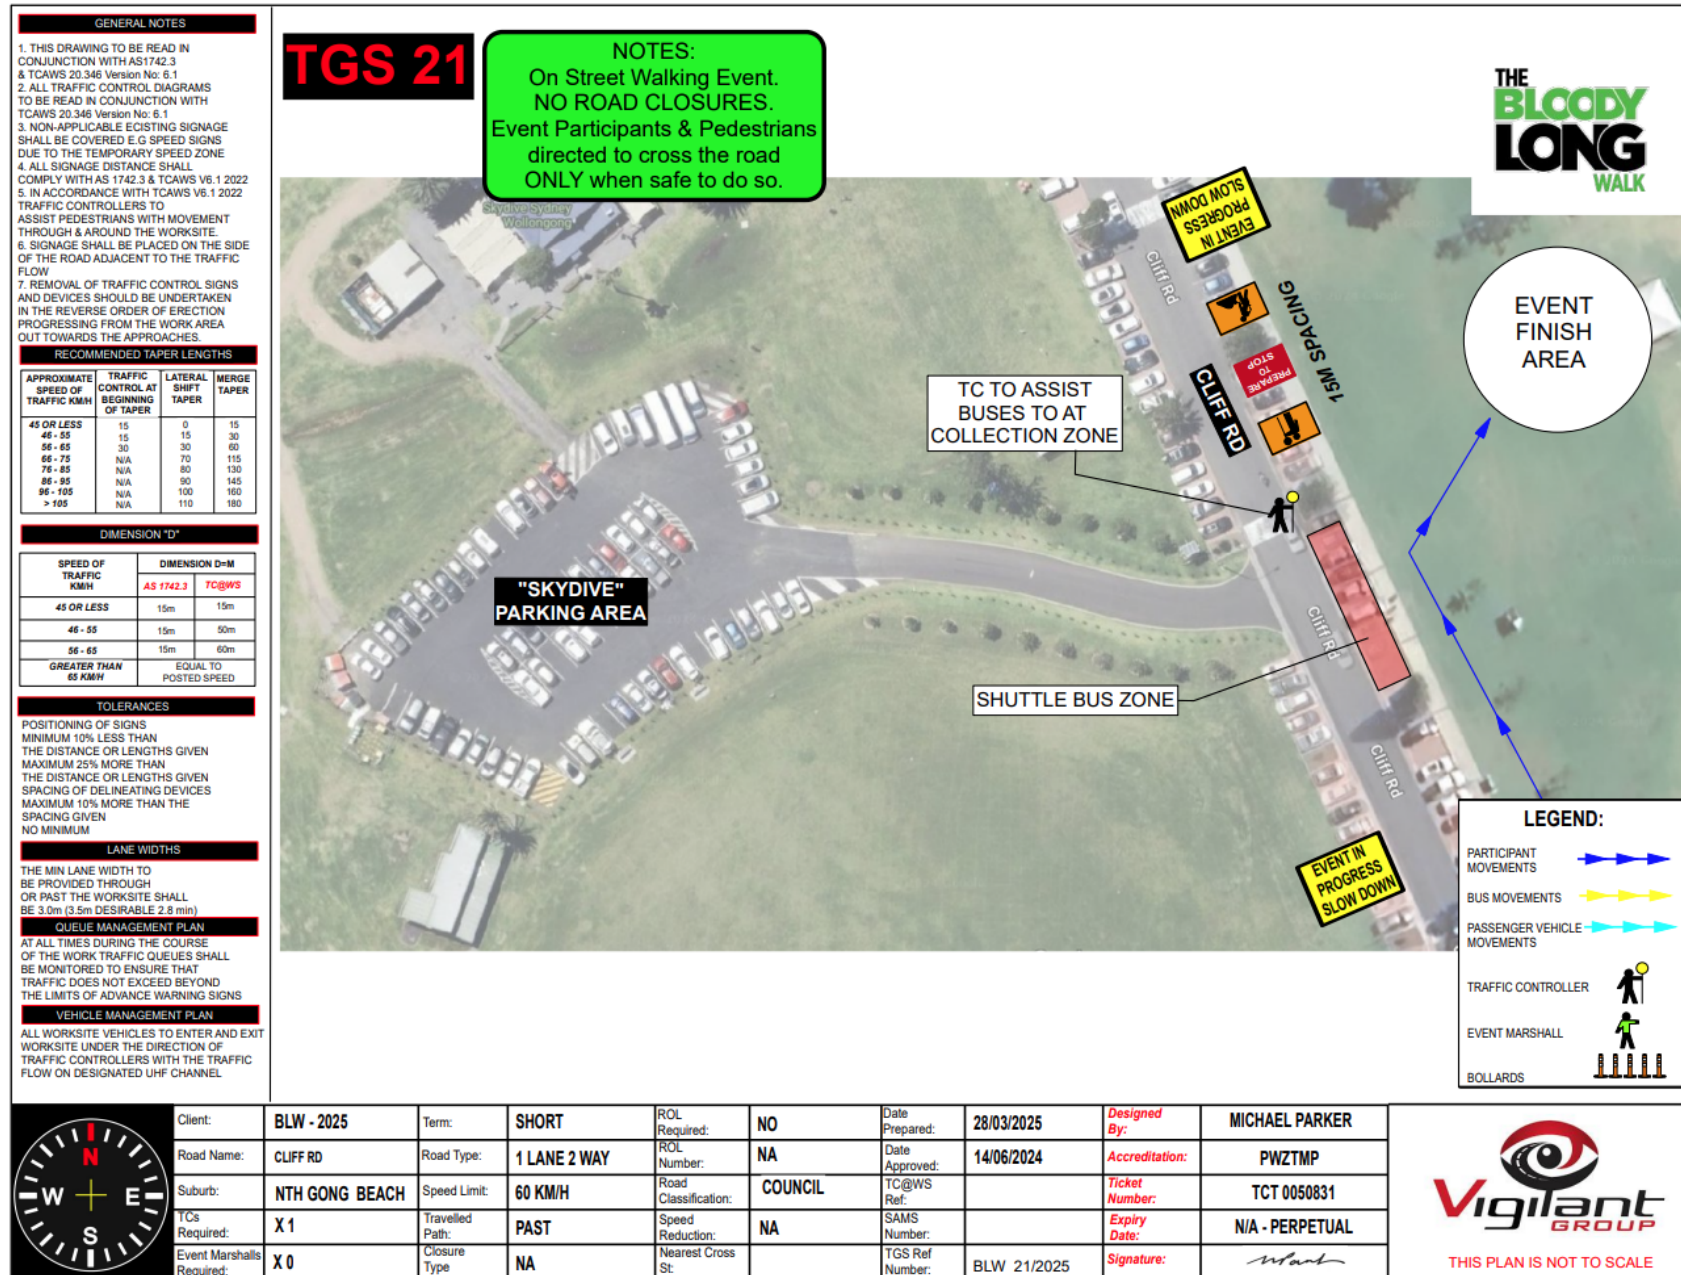 GENERAL NOTES
1. THIS DRAWING TO BE READ IN
CONJUNCTION WITH AS1742.3
& TCAWS 20.346 Version No: 6.1
2. ALL TRAFFIC CONTROL DIAGRAMS
TO BE READ IN CONJUNCTION WITH
TCAWS 20.346 Version No: 6.1
3. NON-APPLICABLE ECISTING SIGNAGE
SHALL BE COVERED E.G SPEED SIGNS
DUE TO THE TEMPORARY SPEED ZONE
4. ALL SIGNAGE DISTANCE SHALL
COMPLY WITH AS 1742.3 & TCAWS V6.1 2022
5. IN ACCORDANCE WITH TCAWS V6.1 2022
TRAFFIC CONTROLLERS TO
ASSIST PEDESTRIANS WITH MOVEMENT
THROUGH & AROUND THE WORKSITE.
6. SIGNAGE SHALL BE PLACED ON THE SIDE
OF THE ROAD ADJACENT TO THE TRAFFIC
FLOW
7. REMOVAL OF TRAFFIC CONTROL SIGNS
AND DEVICES SHOULD BE UNDERTAKEN
IN THE REVERSE ORDER OF ERECTION
PROGRESSING FROM THE WORK AREA
OUT TOWARDS THE APPROACHES.
RECOMMENDED TAPER LENGTHS
APPROXIMATE SPEED OF TRAFFIC KM/H TRAFFIC CONTROL AT BEGINNING OF TAPER LATERAL SHIFT TAPER MERGE TAPER
45 OR LESS 15 0 15
46 - 55 15 15 30
56 - 65 30 30 60
66 - 75 N/A 70 115
76 - 85 N/A 80 130
86 - 95 N/A 90 145
96 - 105 N/A 100 160
> 105 N/A 110 180
DIMENSION "D"
SPEED OF TRAFFIC KM/H DIMENSION D=M
AS 1742.3 TC@WS
45 OR LESS 15m 15m
46 - 55 15m 50m
56 - 65 15m 60m
GREATER THAN 65 KM/H EQUAL TO POSTED SPEED
TOLERANCES
POSITIONING OF SIGNS
MINIMUM 10% LESS THAN
THE DISTANCE OR LENGTHS GIVEN
MAXIMUM 25% MORE THAN
THE DISTANCE OR LENGTHS GIVEN
SPACING OF DELINEATING DEVICES
MAXIMUM 10% MORE THAN THE
SPACING GIVEN
NO MINIMUM
LANE WIDTHS
THE MIN LANE WIDTH TO
BE PROVIDED THROUGH
OR PAST THE WORKSITE SHALL
BE 3.0m (3.5m DESIRABLE 2.8 min)
QUEUE MANAGEMENT PLAN
AT ALL TIMES DURING THE COURSE
OF THE WORK TRAFFIC QUEUES SHALL
BE MONITORED TO ENSURE THAT
TRAFFIC DOES NOT EXCEED BEYOND
THE LIMITS OF ADVANCE WARNING SIGNS
VEHICLE MANAGEMENT PLAN
ALL WORKSITE VEHICLES TO ENTER AND EXIT
WORKSITE UNDER THE DIRECTION OF
TRAFFIC CONTROLLERS WITH THE TRAFFIC
FLOW ON DESIGNATED UHF CHANNEL
TGS 21
NOTES:
On Street Walking Event.
NO ROAD CLOSURES.
Event Participants & Pedestrians
directed to cross the road
ONLY when safe to do so.
THE
BLOODY
LONG
WALK
Skydive Sydney
Wollongong
EVENT IN
PROGRESS
SLOW DOWN
Cliff Rd
15M SPACING
PREPARE
TO
STOP
CLIFF RD
EVENT
FINISH
AREA
TC TO ASSIST
BUSES TO AT
COLLECTION ZONE
"SKYDIVE"
PARKING AREA
Cliff Rd
SHUTTLE BUS ZONE
Cliff Rd
EVENT IN
PROGRESS
SLOW DOWN
LEGEND:
PARTICIPANT
MOVEMENTS
BUS MOVEMENTS
PASSENGER VEHICLE
MOVEMENTS
TRAFFIC CONTROLLER
EVENT MARSHALL
BOLLARDS
N
W E
S
Client: BLW - 2025 Term: SHORT ROL Required: NO Date Prepared: 28/03/2025 Designed By: MICHAEL PARKER
Road Name: CLIFF RD Road Type: 1 LANE 2 WAY ROL Number: NA Date Approved: 14/06/2024 Accreditation: PWZTMP
Suburb: NTH GONG BEACH Speed Limit: 60 KM/H Road Classification: COUNCIL TC@WS Ref: Ticket Number: TCT 0050831
TCs Required: X 1 Travelled Path: PAST Speed Reduction: NA SAMS Number: Expiry Date: N/A - PERPETUAL
Event Marshalls Required: X 0 Closure Type NA Nearest Cross St: TGS Ref Number: BLW 21/2025 Signature:
Vigilant
GROUP
THIS PLAN IS NOT TO SCALE